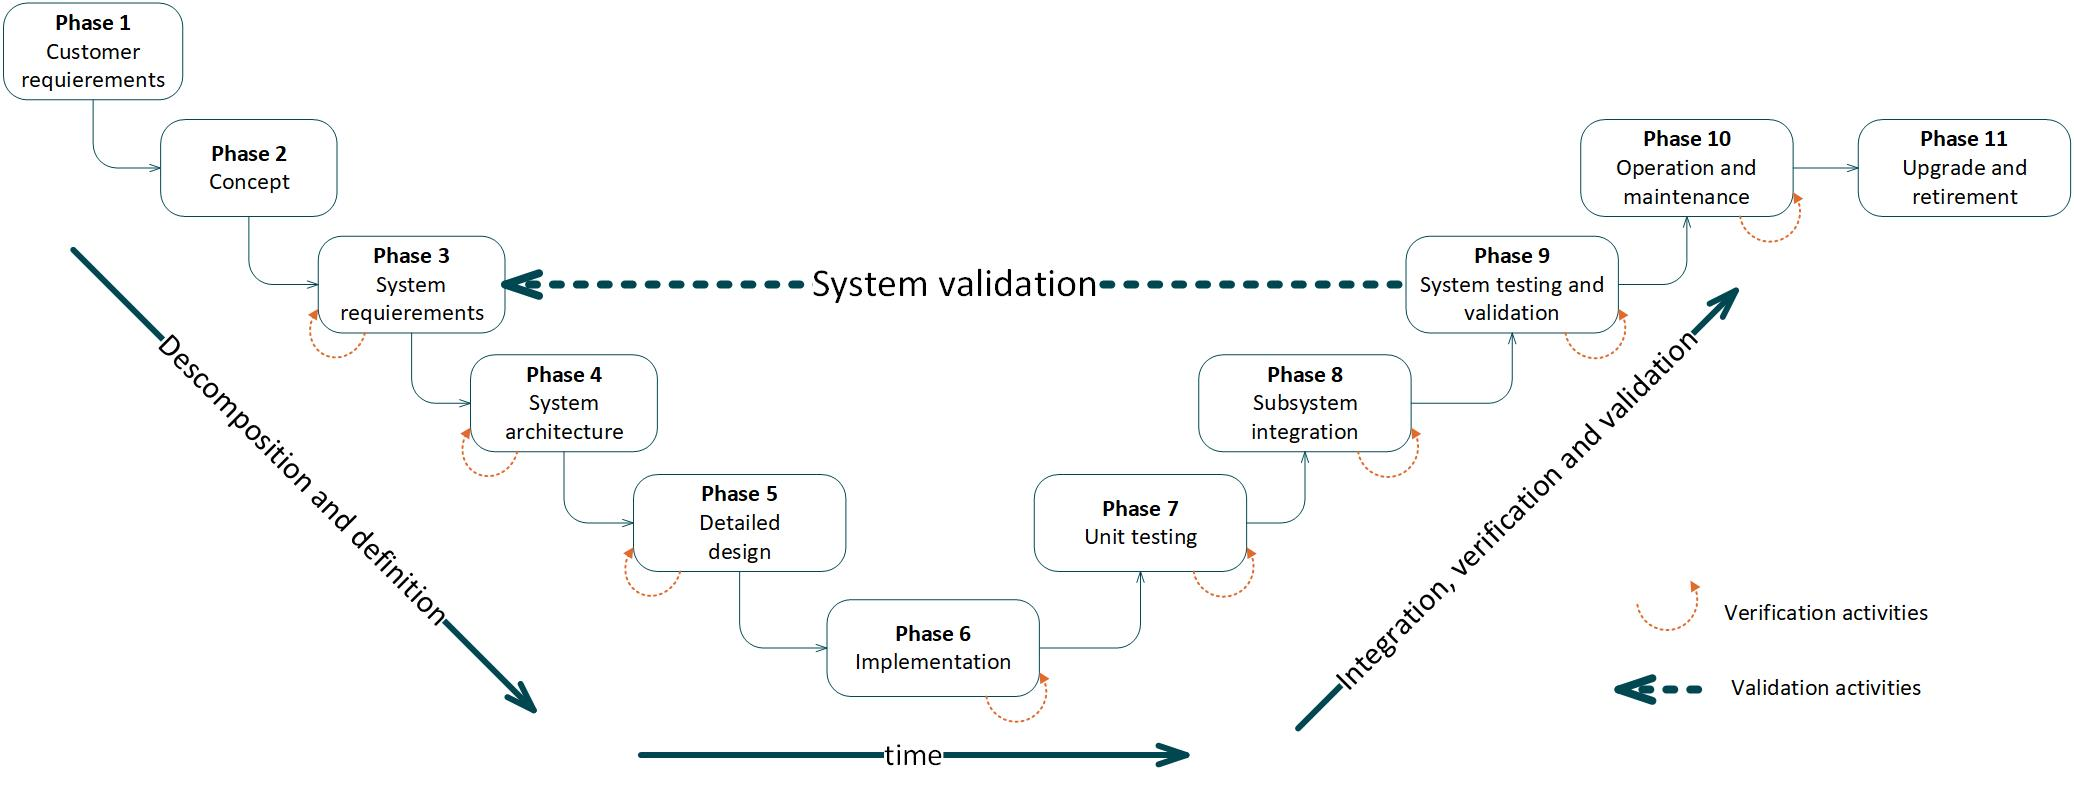 Phase 1
Customer
requierements
Phase 2
Concept
Phase 3
System
requierements
Phase 4
System
architecture
Phase 5
Detailed
design
Phase 6
Implementation
Phase 7
Unit testing
Phase 8
Subsystem
integration
Phase 9
System testing and
validation
Phase 10
Operation and
maintenance
Phase 11
Upgrade and
retirement
System validation
Descomposition and definition
time
Integration, verification and validation
Verification activities
Validation activities